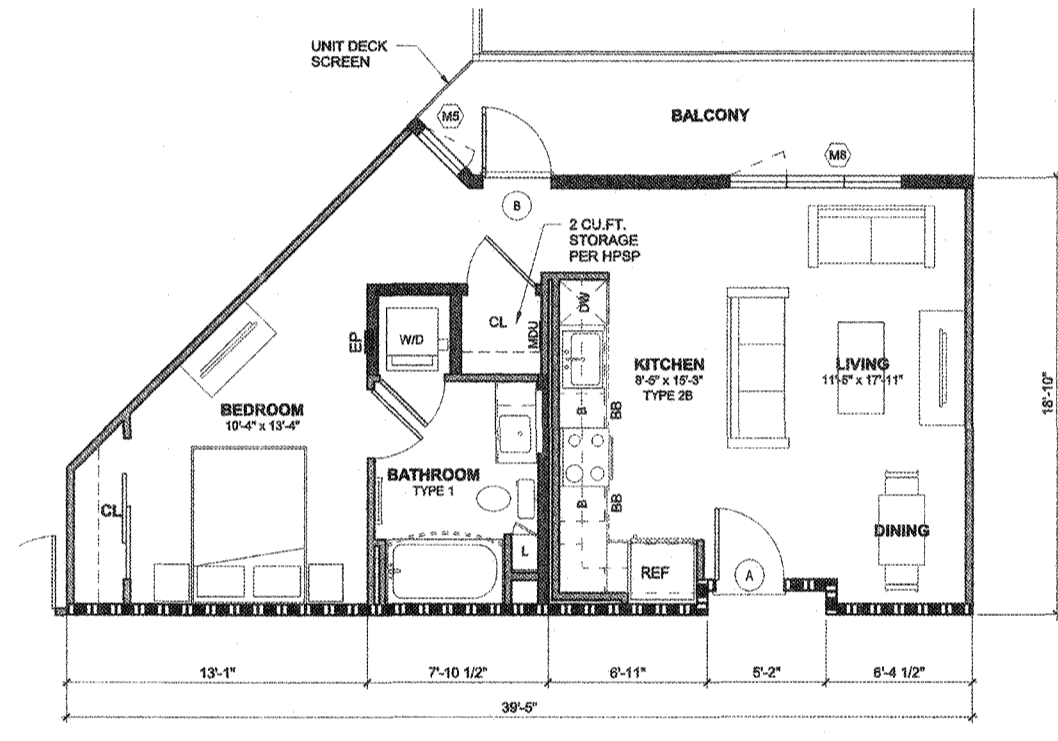 UNIT DECK
SCREEN
M5
BALCONY
M8
B
2 CU.FT.
STORAGE
PER HPSP
DW
CL
MDU
W/D
EP
KITCHEN
8'-5" x 15'-3"
TYPE 2B
LIVING
11'-5" x 17'-11"
18'-10"
BEDROOM
10'-4" x 13'-4"
B
BB
BATHROOM
TYPE 1
CL
B
BB
DINING
L
REF
A
13'-1"
7'-10 1/2"
6'-11"
5'-2"
6'-4 1/2"
39'-5"